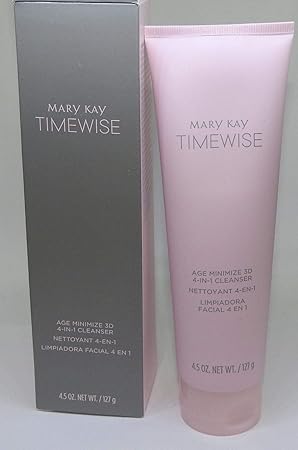 MARY KAY
TIMEWISE
AGE MINIMIZE 3D
4-IN-1 CLEANSER
NETTOYANT 4-EN-1
LIMPIADORA FACIAL 4 EN 1
4.5 OZ. NET WT. / 127 g
MARY KAY
TIMEWISE
AGE MINIMIZE 3D
4-IN-1 CLEANSER
NETTOYANT 4-EN-1
LIMPIADORA
FACIAL 4 EN 1
4.5 OZ. NET WT. / 127 g